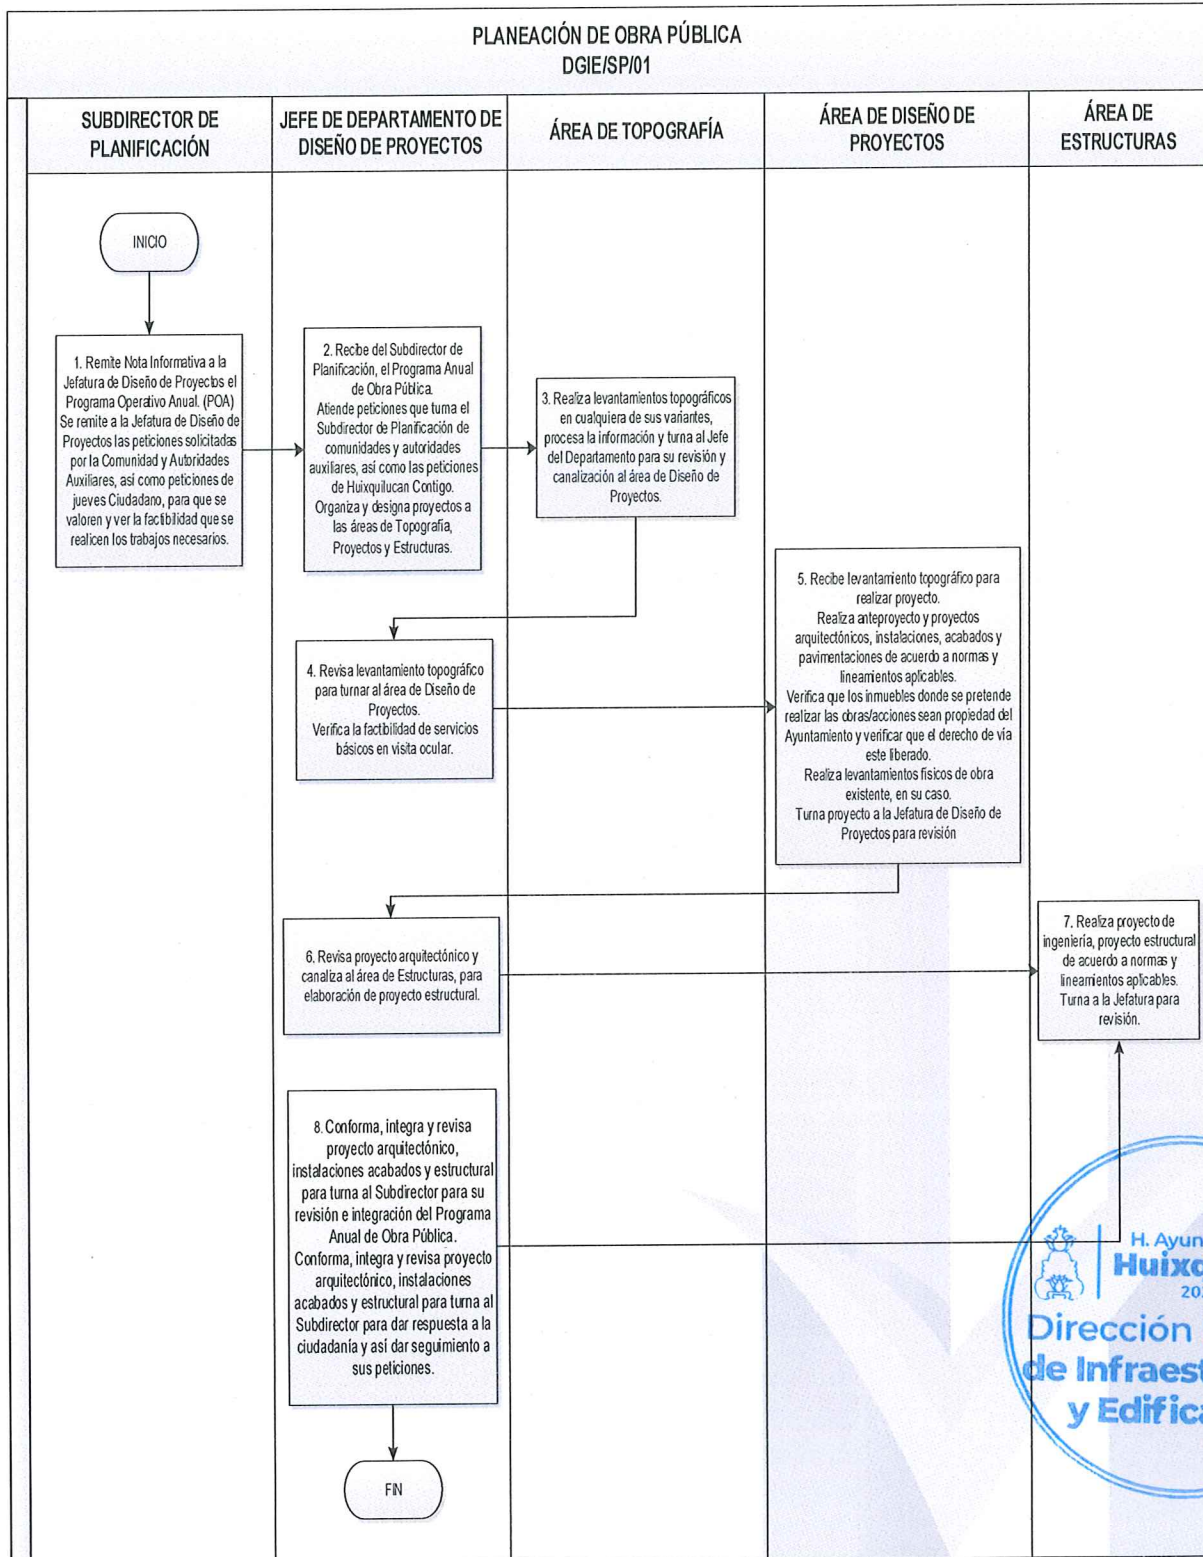 PLANEACIÓN DE OBRA PÚBLICA
DGIE/SP/01
SUBDIRECTOR DE
PLANIFICACIÓN
JEFE DE DEPARTAMENTO DE
DISEÑO DE PROYECTOS
ÁREA DE TOPOGRAFÍA
ÁREA DE DISEÑO DE
PROYECTOS
ÁREA DE
ESTRUCTURAS
INICIO
1. Remite Nota Informativa a la
Jefatura de Diseño de Proyectos el
Programa Operativo Anual. (POA)
Se remite a la Jefatura de Diseño de
Proyectos las peticiones solicitadas
por la Comunidad y Autoridades
Auxiliares, así como peticiones de
jueves Ciudadano, para que se
valoren y ver la factibilidad que se
realicen los trabajos necesarios.
2. Recibe del Subdirector de
Planificación, el Programa Anual
de Obra Pública.
Atiende peticiones que turna el
Subdirector de Planificación de
comunidades y autoridades
auxiliares, así como las peticiones
de Huixquilucan Contigo.
Organiza y designa proyectos a
las áreas de Topografía,
Proyectos y Estructuras.
3. Realiza levantamientos topográficos
en cualquiera de sus variantes,
procesa la información y turna al Jefe
del Departamento para su revisión y
canalización al área de Diseño de
Proyectos.
4. Revisa levantamiento topográfico
para turnar al área de Diseño de
Proyectos.
Verifica la factibilidad de servicios
básicos en visita ocular.
5. Recibe levantamiento topográfico para
realizar proyecto.
Realiza anteproyecto y proyectos
arquitectónicos, instalaciones, acabados y
pavimentaciones de acuerdo a normas y
lineamientos aplicables.
Verifica que los inmuebles donde se pretende
realizar las obras/acciones sean propiedad del
Ayuntamiento y verificar que el derecho de vía
este liberado.
Realiza levantamientos físicos de obra
existente, en su caso.
Turna proyecto a la Jefatura de Diseño de
Proyectos para revisión
6. Revisa proyecto arquitectónico y
canaliza al área de Estructuras, para
elaboración de proyecto estructural.
7. Realiza proyecto de
ingeniería, proyecto estructural
de acuerdo a normas y
lineamientos aplicables.
Turna a la Jefatura para
revisión.
8. Conforma, integra y revisa
proyecto arquitectónico,
instalaciones acabados y estructural
para turna al Subdirector para su
revisión e integración del Programa
Anual de Obra Pública.
Conforma, integra y revisa proyecto
arquitectónico, instalaciones
acabados y estructural para turna al
Subdirector para dar respuesta a la
ciudadanía y así dar seguimiento a
sus peticiones.
FIN
H. Ayun
Huixq
20
Dirección
de Infraest
y Edific